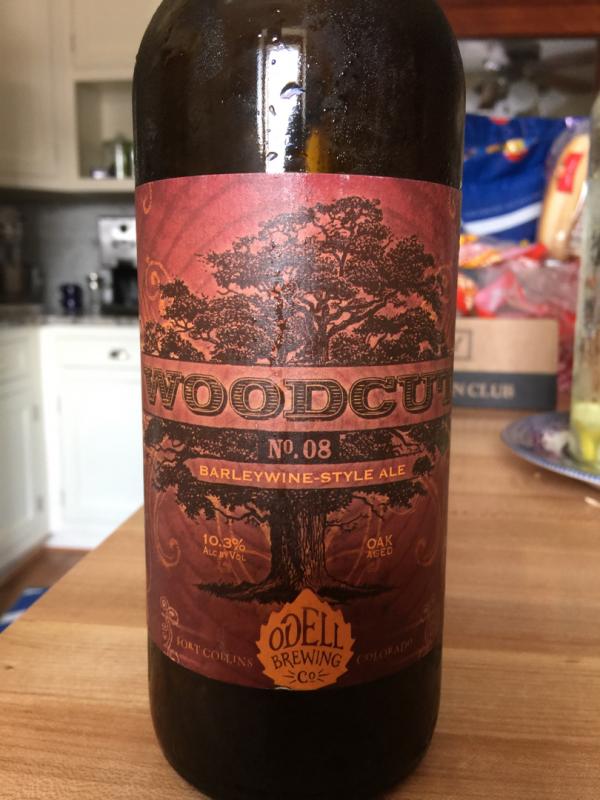 WOODCUT
No. 08
BARLEYWINE-STYLE ALE
10.3%
ALC BY VOL
OAK
AGED
ODELL
BREWING
Co
FORT COLLINS
COLORADO
N CLUB